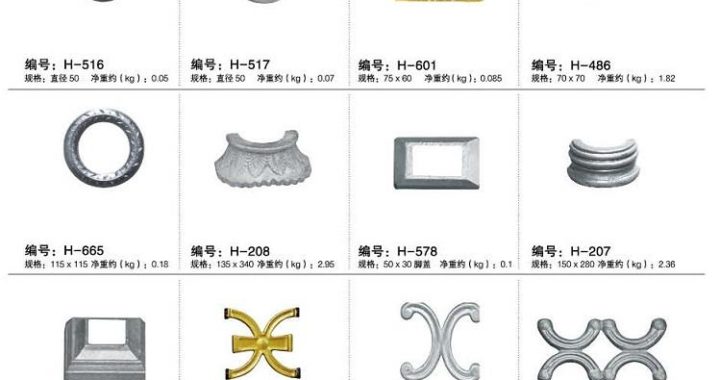 编号：H-516
规格：直径50 净重约（kg）：0.05
编号：H-517
规格：直径50 净重约（kg）：0.07
编号：H-601
规格：75 x 60 净重约（kg）：0.085
编号：H-486
规格：70 x 70 净重约（kg）：1.82
编号：H-665
规格：115 x 115 净重约（kg）：0.18
编号：H-208
规格：135 x 340 净重约（kg）：2.95
编号：H-578
规格：50 x 30 脚盖 净重约（kg）：0.1
编号：H-207
规格：150 x 280 净重约（kg）：2.36